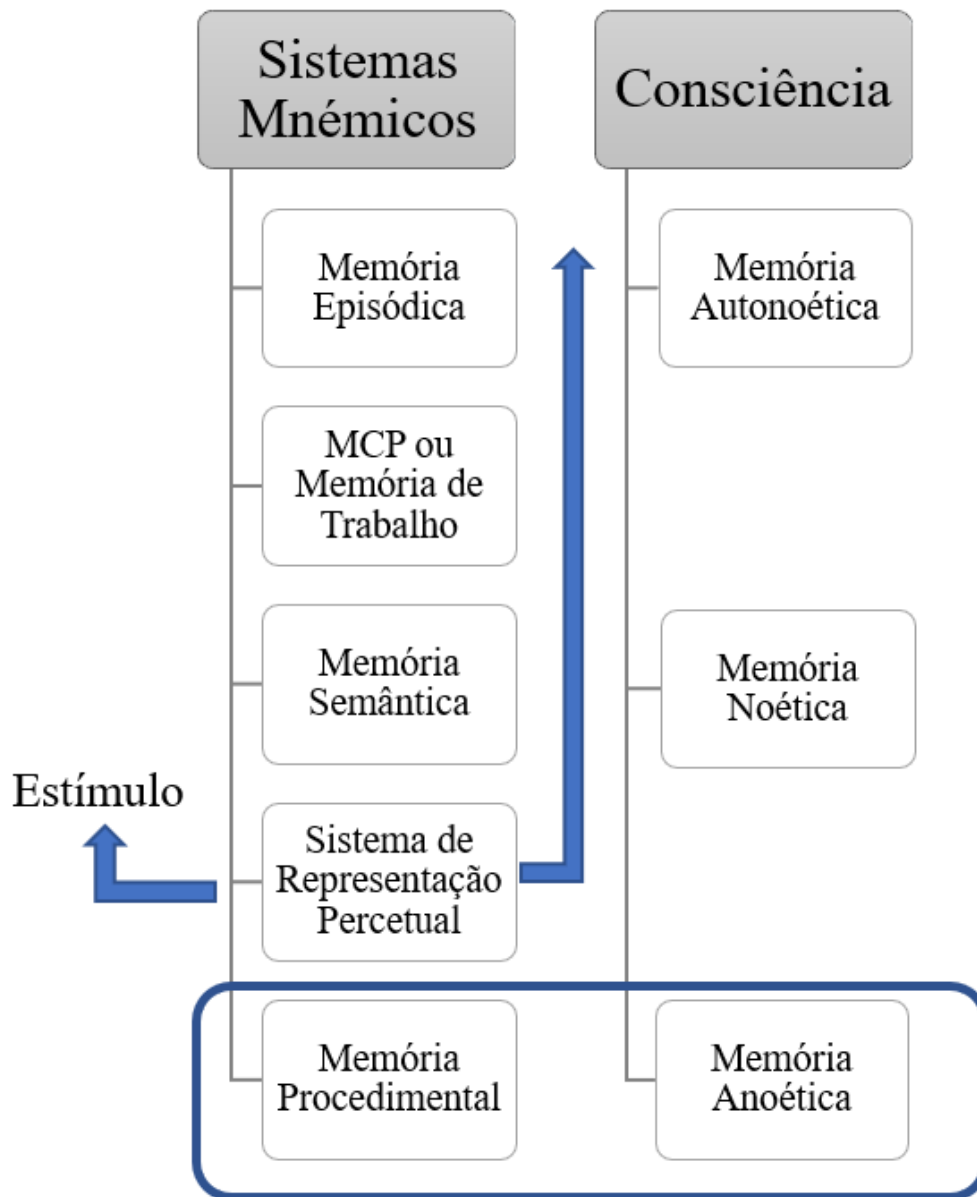 Sistemas
Mnémicos
Consciência
Memória
Episódica
Memória
Autonoética
MCP ou
Memória de
Trabalho
Memória
Semântica
Memória
Noética
Estímulo
Sistema de
Representação
Percetual
Memória
Procedimental
Memória
Anoética